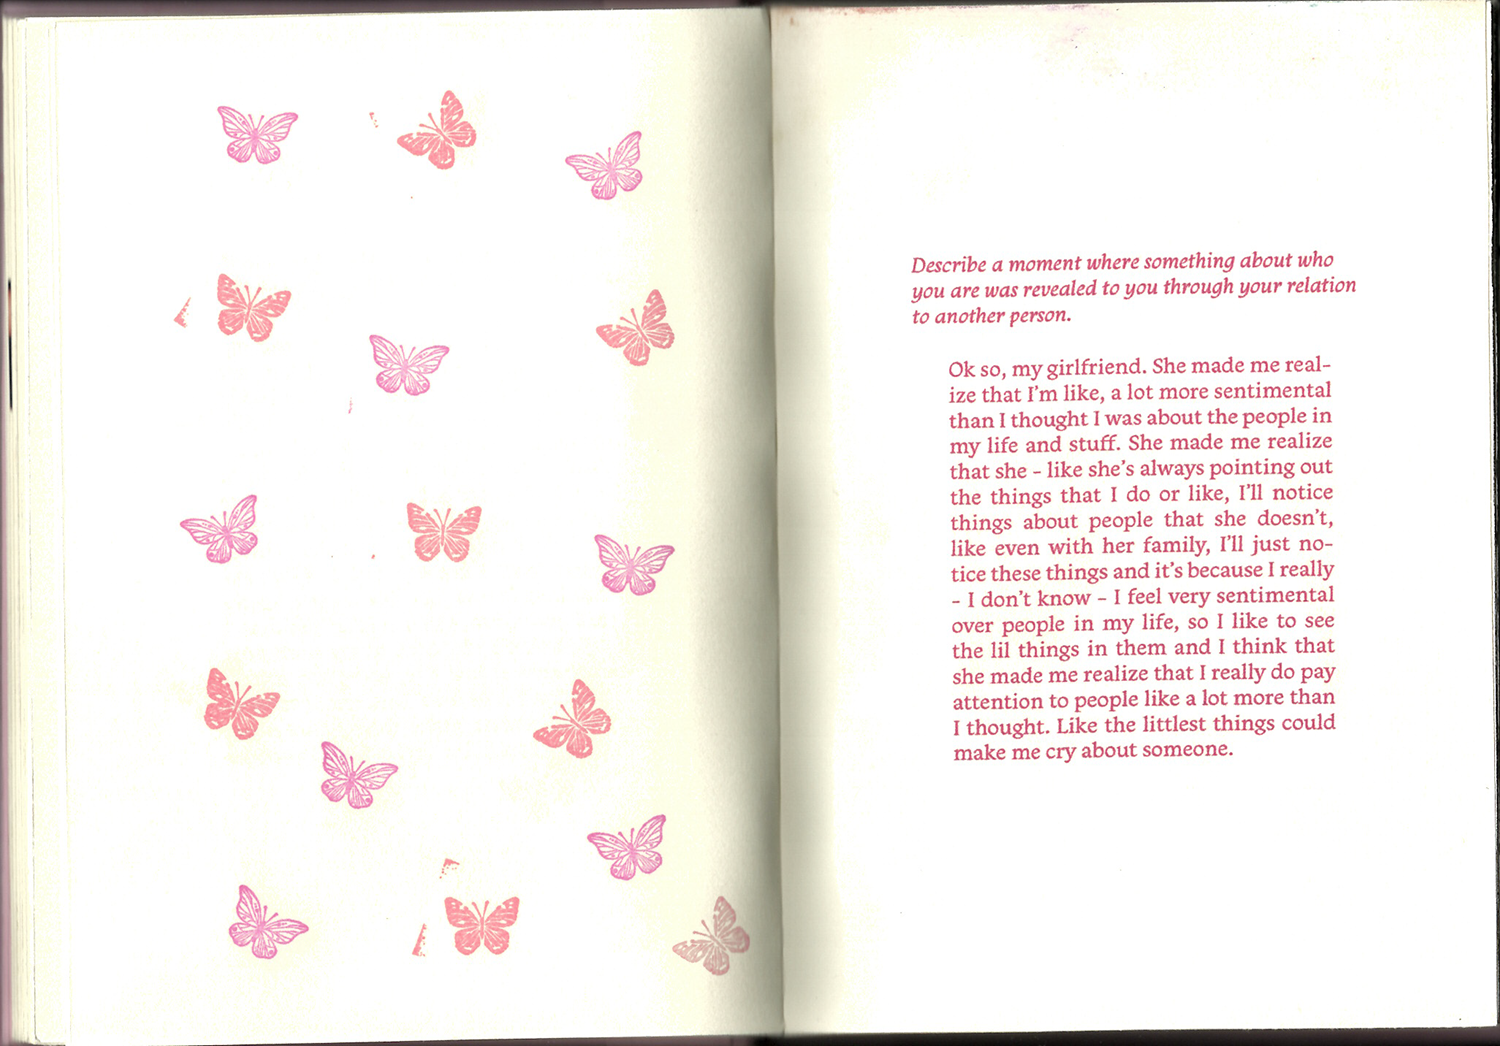 Describe a moment where something about who
you are was revealed to you through your relation
to another person.
Ok so, my girlfriend. She made me real-
ize that I'm like, a lot more sentimental
than I thought I was about the people in
my life and stuff. She made me realize
that she - like she's always pointing out
the things that I do or like, I'll notice
things about people that she doesn't,
like even with her family, I'll just no-
tice these things and it's because I really
- I don't know - I feel very sentimental
over people in my life, so I like to see
the lil things in them and I think that
she made me realize that I really do pay
attention to people like a lot more than
I thought. Like the littlest things could
make me cry about someone.